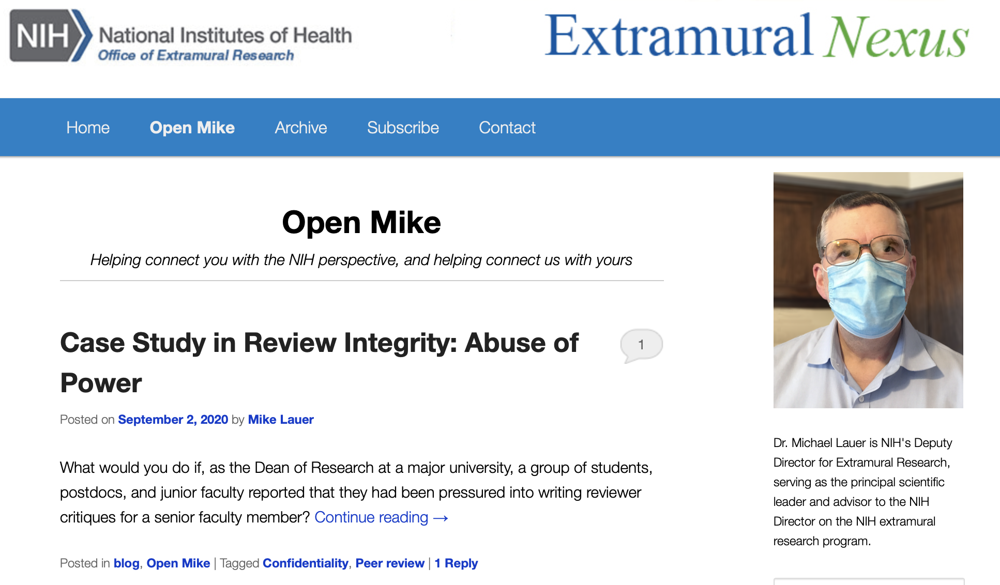 NIH National Institutes of Health
Office of Extramural Research
Extramural Nexus
Home Open Mike Archive Subscribe Contact
Open Mike
Helping connect you with the NIH perspective, and helping connect us with yours
Case Study in Review Integrity: Abuse of
Power
1
Posted on September 2, 2020 by Mike Lauer
What would you do if, as the Dean of Research at a major university, a group of students,
postdocs, and junior faculty reported that they had been pressured into writing reviewer
critiques for a senior faculty member? Continue reading →
Posted in blog, Open Mike | Tagged Confidentiality, Peer review | 1 Reply
Dr. Michael Lauer is NIH's Deputy
Director for Extramural Research,
serving as the principal scientific
leader and advisor to the NIH
Director on the NIH extramural
research program.